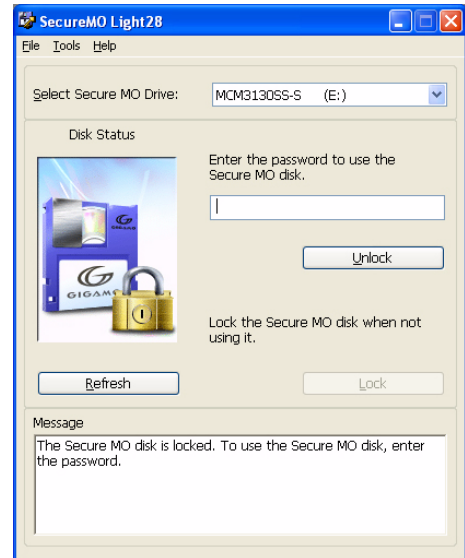 SecureMO Light28
File Tools Help
Select Secure MO Drive: MCM3130SS-S (E:)
Disk Status
Enter the password to use the
Secure MO disk.
GIGAMO
Unlock
Lock the Secure MO disk when not
using it.
Refresh
Lock
Message
The Secure MO disk is locked. To use the Secure MO disk, enter
the password.